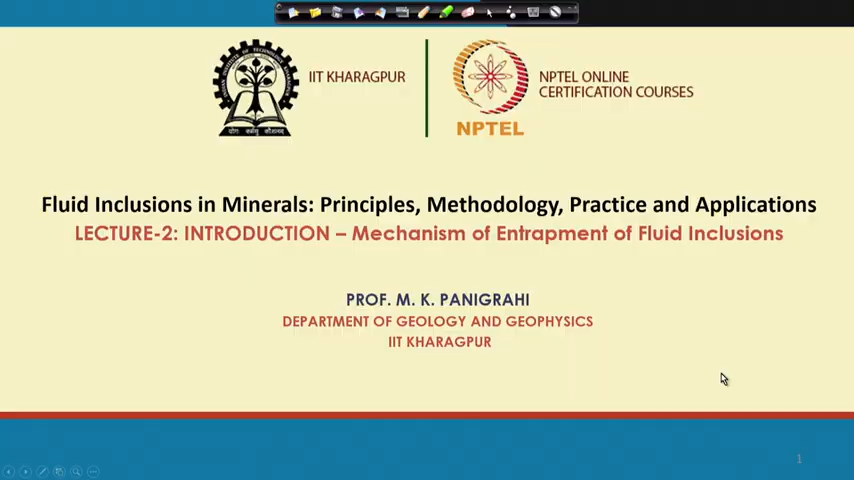 IIT KHARAGPUR
NPTEL ONLINE
CERTIFICATION COURSES
NPTEL
Fluid Inclusions in Minerals: Principles, Methodology, Practice and Applications
LECTURE-2: INTRODUCTION – Mechanism of Entrapment of Fluid Inclusions
PROF. M. K. PANIGRAHI
DEPARTMENT OF GEOLOGY AND GEOPHYSICS
IIT KHARAGPUR
1